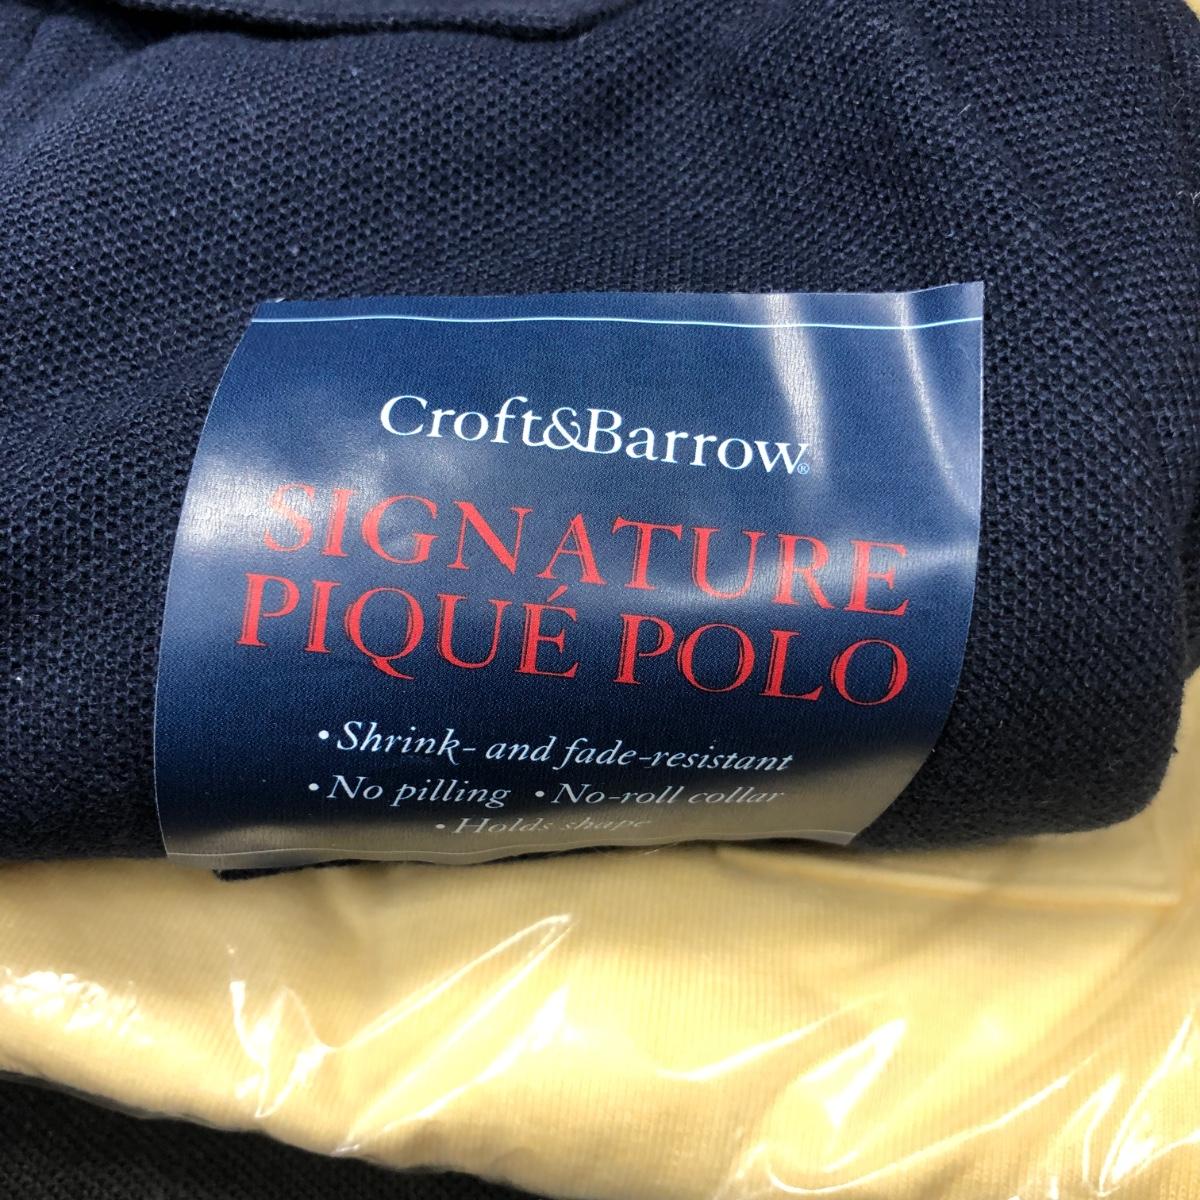 Croft&Barrow®
SIGNATURE
PIQUÉ POLO
• Shrink- and fade-resistant
• No pilling • No-roll collar
• Holds shape